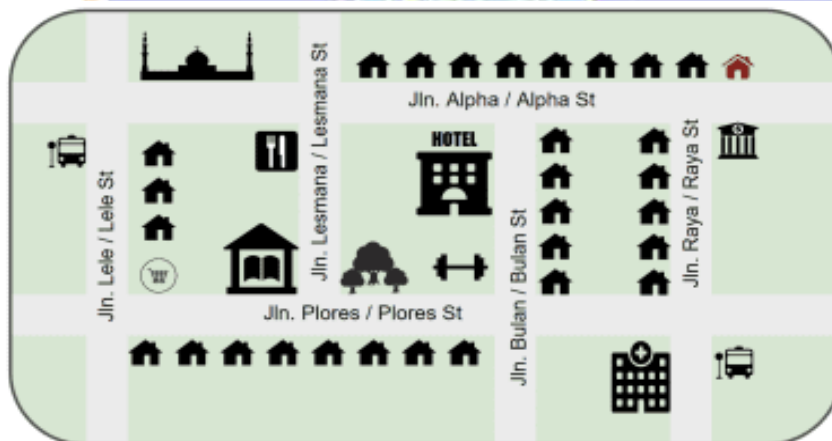 Jln. Lesmana / Lesmana St
Jln. Alpha / Alpha St
HOTEL
Jln. Lele / Lele St
Jln. Bulan / Bulan St
Jln. Raya / Raya St
Jln. Plores / Plores St